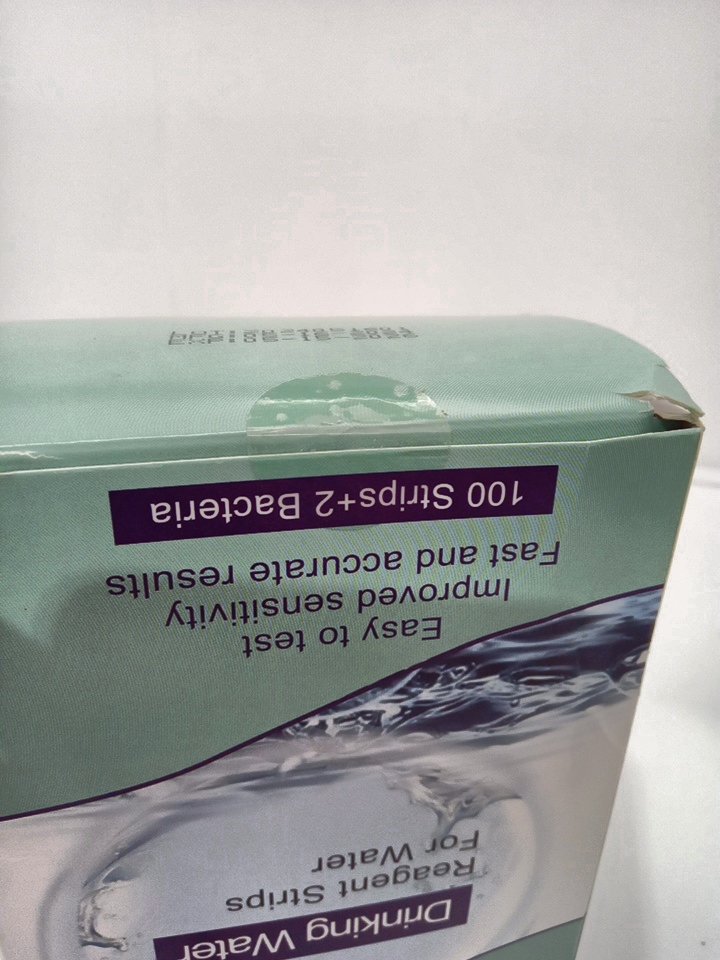 Drinking Water
Reagent Strips
For Water
Easy to test
Improved sensitivity
Fast and accurate results
100 Strips+2 Bacteria